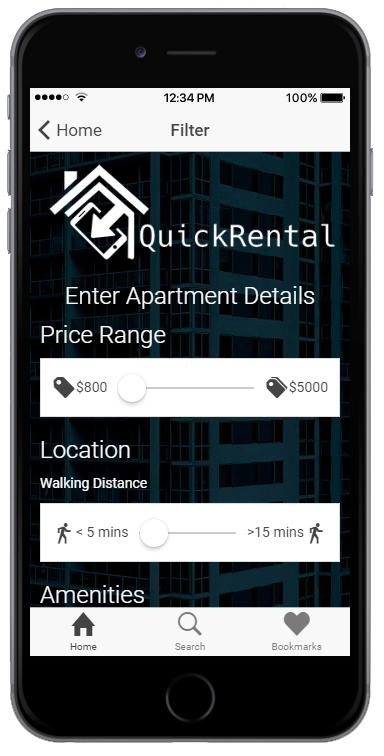 12:34 PM 100%
Home Filter
QuickRental
Enter Apartment Details
Price Range
$800 $5000
Location
Walking Distance
< 5 mins >15 mins
Amenities
Home Search Bookmarks